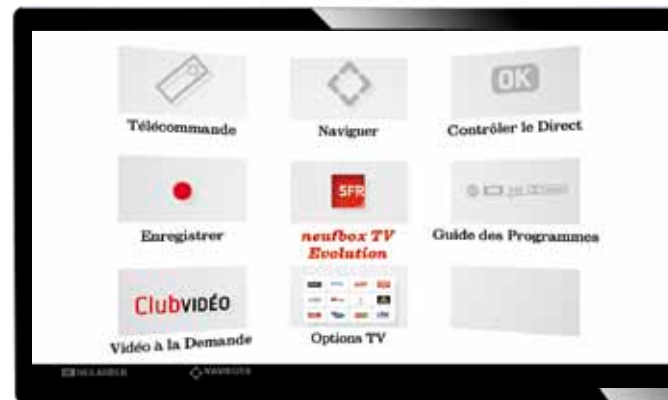 OK
Télécommande
Naviguer
Contrôler le Direct
SFR
Enregistrer
neufbox TV
Evolution
Guide des Programmes
ClubVIDÉO
Vidéo à la Demande
Options TV
NAVIGUER